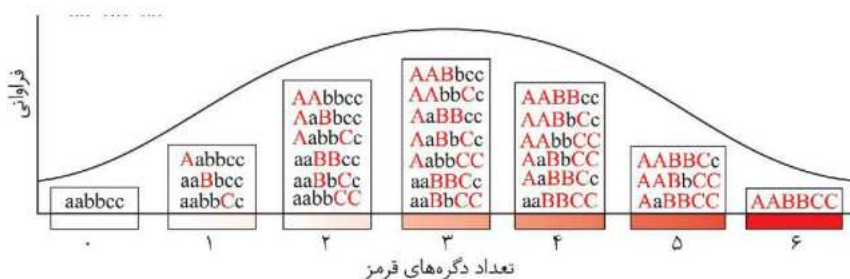 فراوانی
aabbcc
Aabbcc
aaBbcc
aabbCc
AAbbcc
AaBbcc
AabbCc
aaBBcc
aaBbCc
aabbCC
AABbcc
AAbbCc
AaBBcc
AaBbCc
AabbCC
aaBBCc
aaBbCC
AABBcc
AABbCc
AAbbCC
AaBbCC
AaBBCc
aaBBCC
AABBCc
AABbCC
AaBBCC
AABBCC
۰ ۱ ۲ ۳ ۴ ۵ ۶
تعداد دگره‌های قرمز